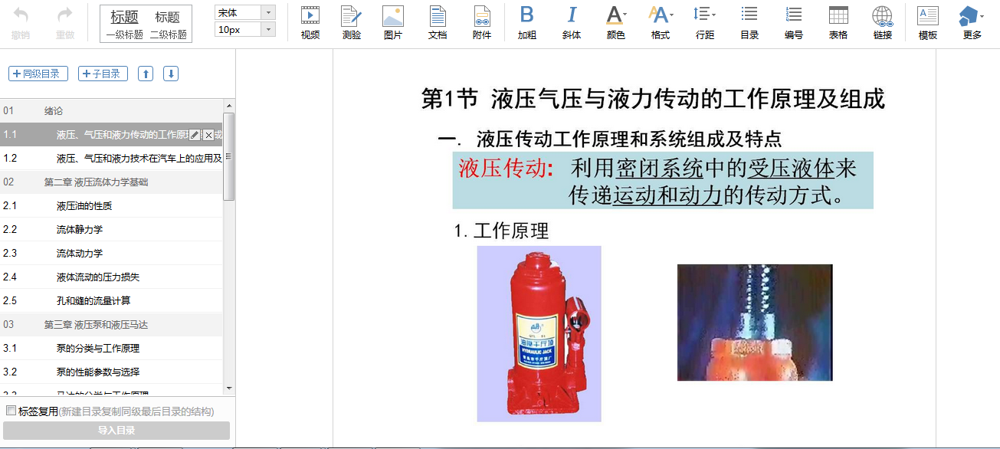 撤销 重做 标题 标题 一级标题 二级标题 宋体 10px 视频 测验 图片 文档 附件 加粗 斜体 颜色 格式 行距 目录 编号 表格 链接 模板 更多
同级目录 子目录
01 绪论
1.1 液压、气压和液力传动的工作原理
1.2 液压、气压和液力技术在汽车上的应用及
02 第二章 液压流体力学基础
2.1 液压油的性质
2.2 流体静力学
2.3 流体动力学
2.4 液体流动的压力损失
2.5 孔和缝的流量计算
03 第三章 液压泵和液压马达
3.1 泵的分类与工作原理
3.2 泵的性能参数与选择
标签复用(新建目录复制同级最后目录的结构)
导入目录
第1节 液压气压与液力传动的工作原理及组成
一. 液压传动工作原理和系统组成及特点
液压传动: 利用密闭系统中的受压液体来
传递运动和动力的传动方式。
1.工作原理
油压千斤顶
HYDRAULIC JACK